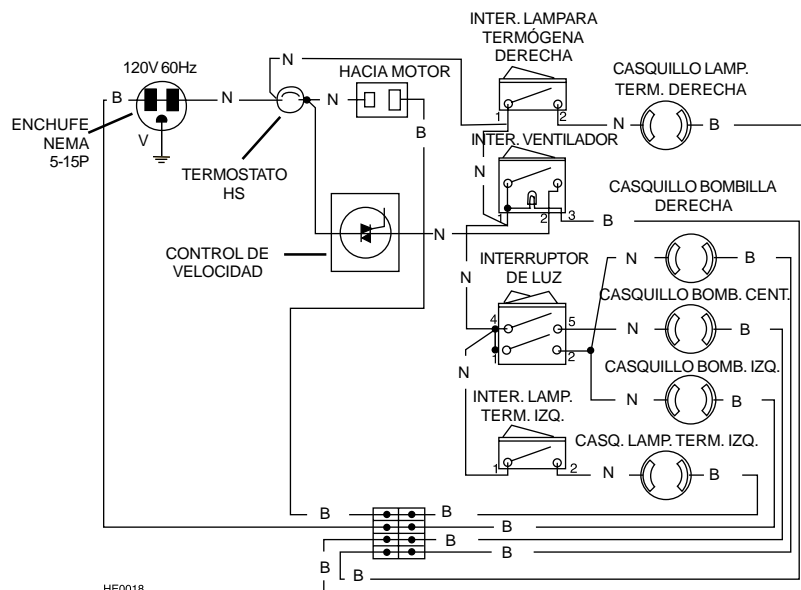 INTER. LAMPARA
TERMÓGENA
DERECHA
120V 60Hz
HACIA MOTOR
CASQUILLO LAMP.
TERM. DERECHA
N
B
N
N
1
2
N
B
ENCHUFE
NEMA
5-15P
V
B
INTER. VENTILADOR
TERMOSTATO
HS
N
CASQUILLO BOMBILLA
DERECHA
1
2
3
B
CONTROL DE
VELOCIDAD
N
INTERRUPTOR
DE LUZ
N
B
N
CASQUILLO BOMB. CENT.
4
5
N
B
1
2
CASQUILLO BOMB. IZQ.
N
INTER. LAMP.
TERM. IZQ.
N
B
CASQ. LAMP. TERM. IZQ.
1
2
N
B
B
B
B
B
B
B
B
B
B
HE0018